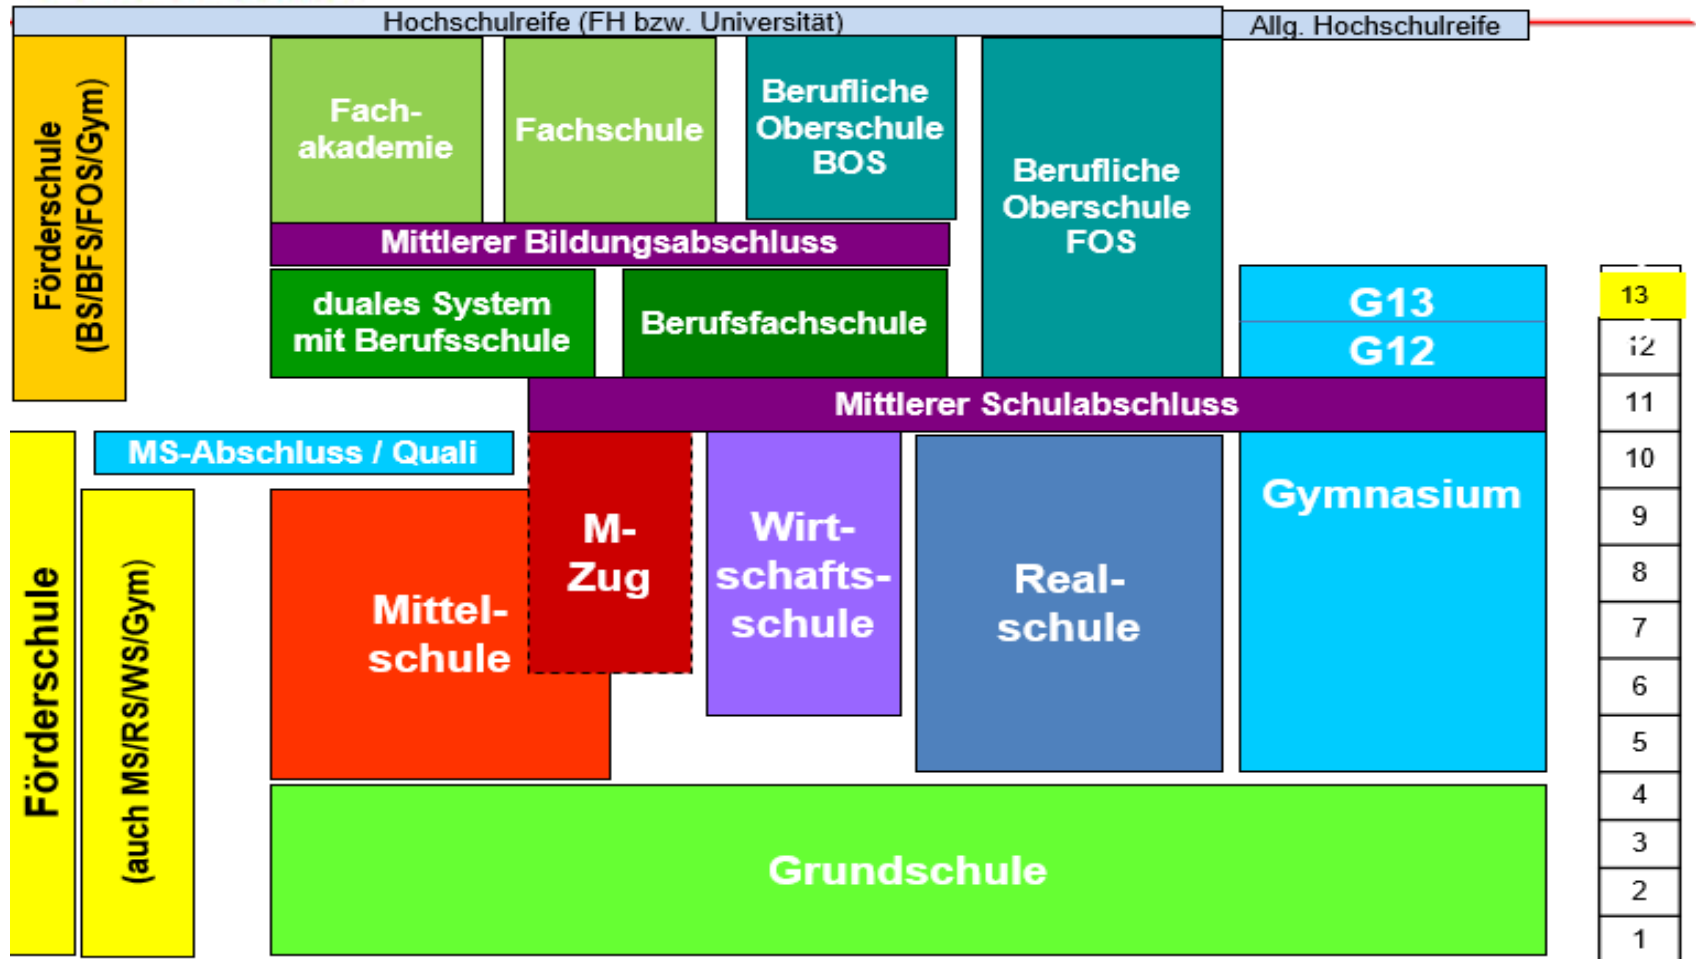 Hochschulreife (FH bzw. Universität)
Allg. Hochschulreife
Förderschule
(BS/BFS/FOS/Gym)
Fach-
akademie
Fachschule
Berufliche
Oberschule
BOS
Berufliche
Oberschule
FOS
Mittlerer Bildungsabschluss
duales System
mit Berufsschule
Berufsfachschule
G13
G12
Mittlerer Schulabschluss
MS-Abschluss / Quali
Förderschule
(auch MS/RS/WS/Gym)
Mittel-
schule
M-
Zug
Wirt-
schafts-
schule
Real-
schule
Gymnasium
Grundschule
13
12
11
10
9
8
7
6
5
4
3
2
1